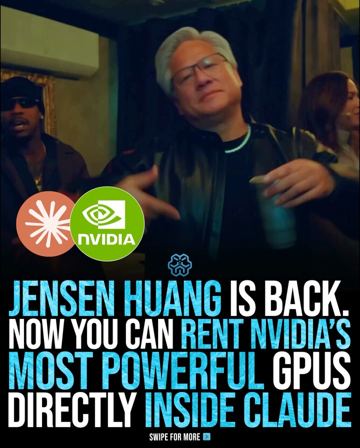 NVIDIA
JENSEN HUANG IS BACK.
NOW YOU CAN RENT NVIDIA'S
MOST POWERFUL GPUS
DIRECTLY INSIDE CLAUDE
SWIPE FOR MORE